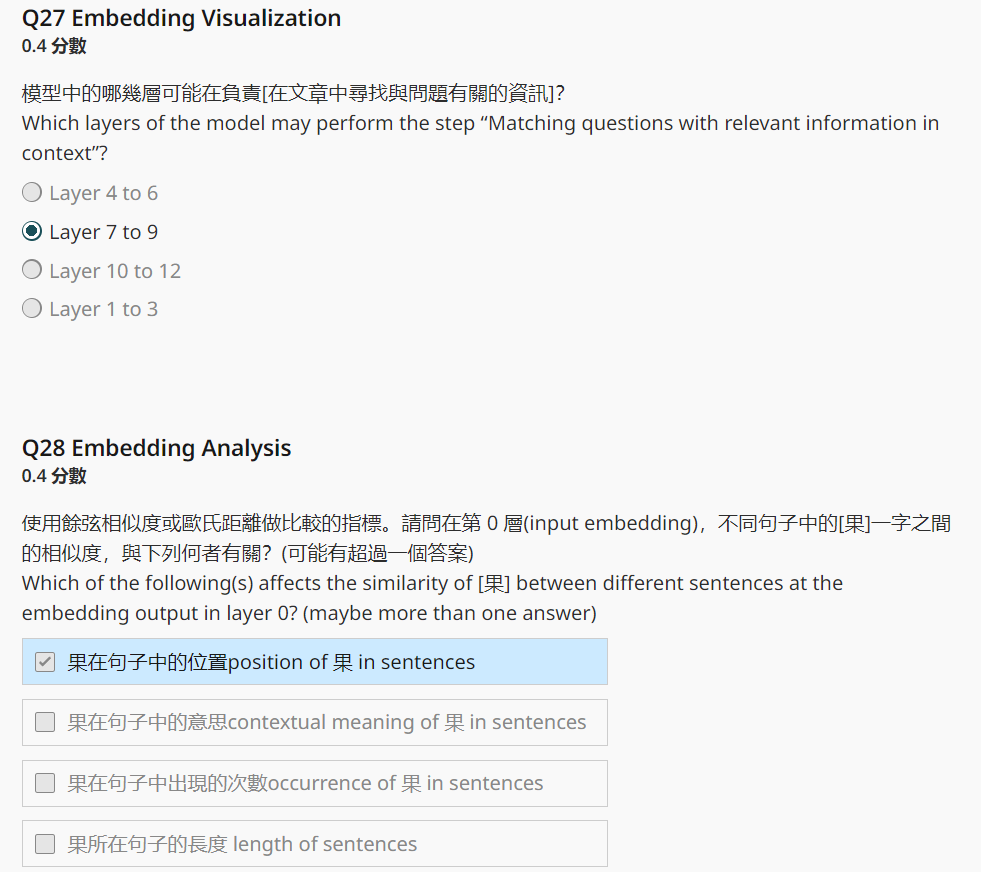 Q27 Embedding Visualization
0.4 分數
模型中的哪幾層可能在負責[在文章中尋找與問題有關的資訊]?
Which layers of the model may perform the step “Matching questions with relevant information in
context”?
Layer 4 to 6
Layer 7 to 9
Layer 10 to 12
Layer 1 to 3
Q28 Embedding Analysis
0.4 分數
使用餘弦相似度或歐氏距離做比較的指標。請問在第 0 層(input embedding)，不同句子中的[果]一字之間
的相似度，與下列何者有關？(可能有超過一個答案)
Which of the following(s) affects the similarity of [果] between different sentences at the
embedding output in layer 0? (maybe more than one answer)
果在句子中的位置position of 果 in sentences
果在句子中的意思contextual meaning of 果 in sentences
果在句子中出現的次數occurrence of 果 in sentences
果所在句子的長度 length of sentences